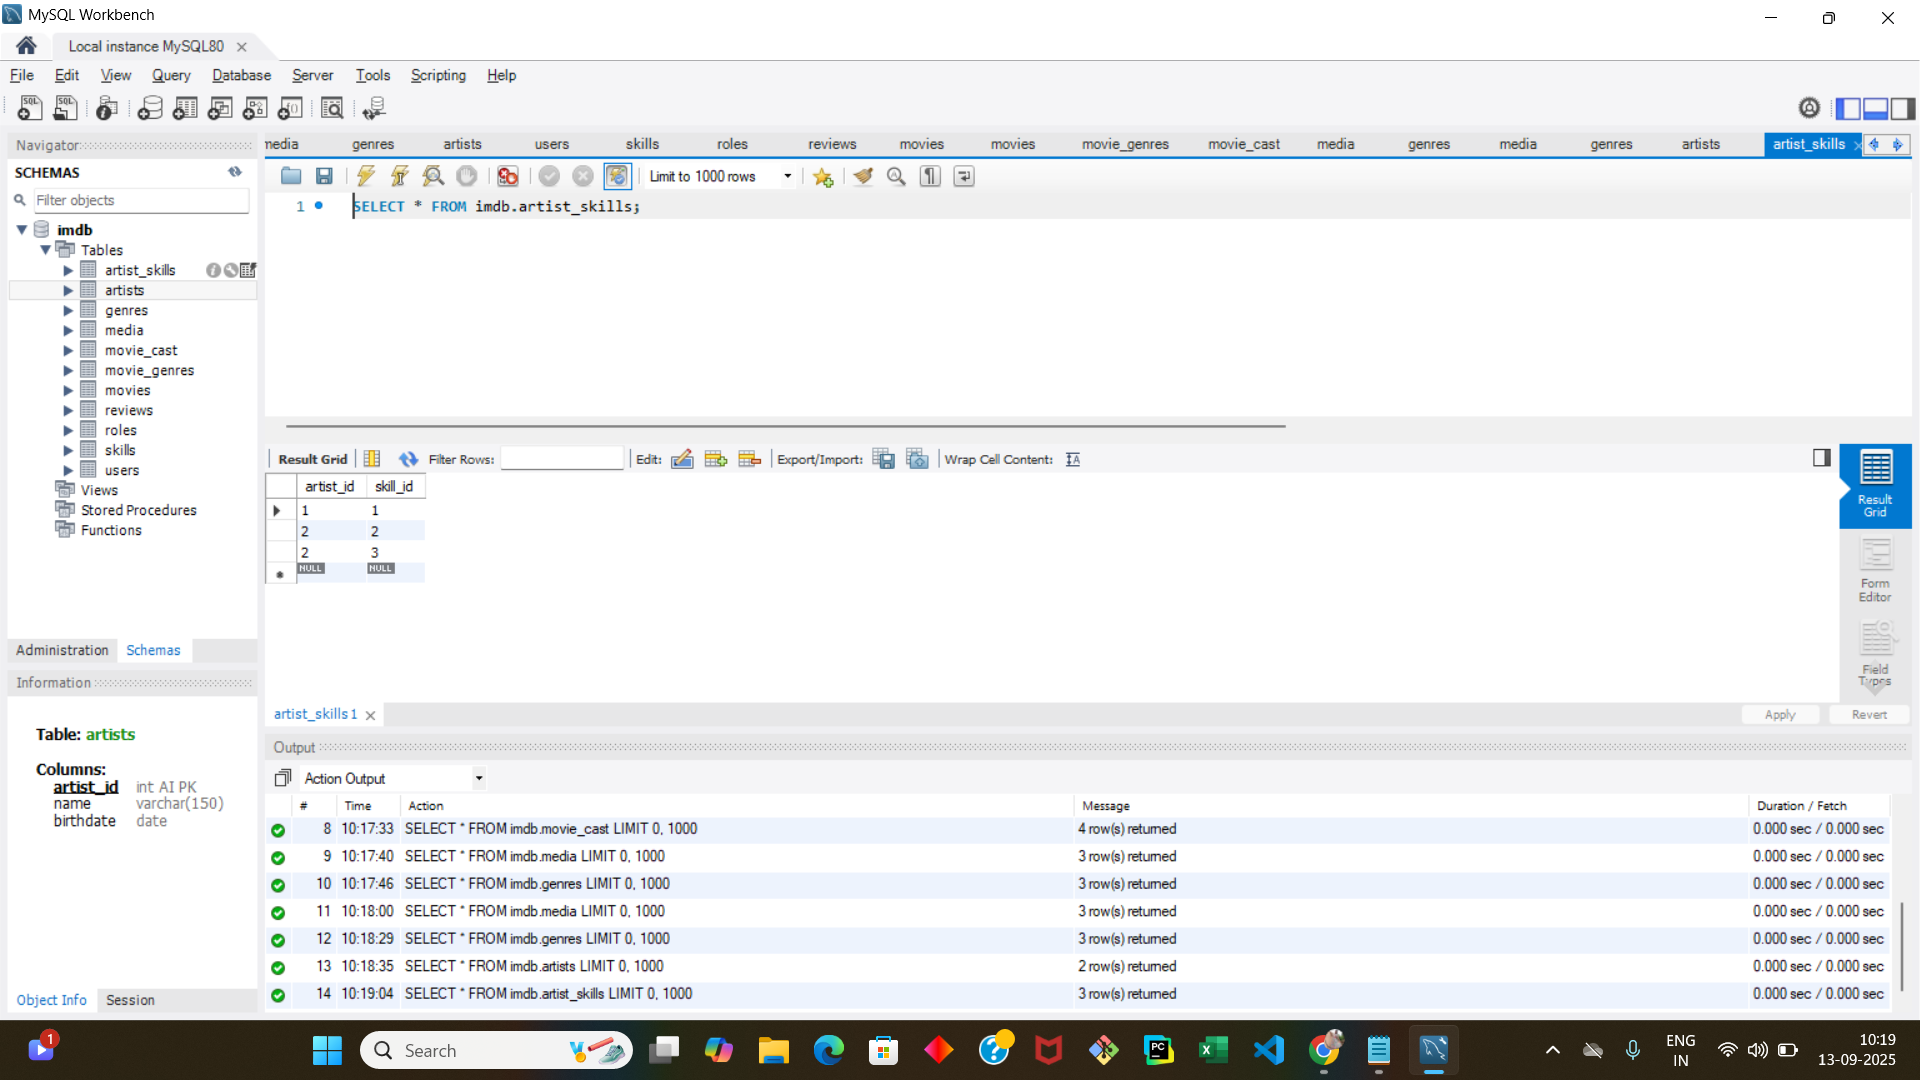 MySQL Workbench
Local instance MySQL80
File Edit View Query Database Server Tools Scripting Help
Navigator
SCHEMAS
Filter objects
imdb
Tables
artist_skills
artists
genres
media
movie_cast
movie_genres
movies
reviews
roles
skills
users
Views
Stored Procedures
Functions
Administration Schemas
Information
Table: artists
Columns:
artist_id int AI PK
name varchar(150)
birthdate date
Object Info Session
media genres artists users skills roles reviews movies movies movie_genres movie_cast media genres media genres artists artist_skills
Limit to 1000 rows
1 SELECT * FROM imdb.artist_skills;
Result Grid Filter Rows: Edit: Export/Import: Wrap Cell Content:
artist_id skill_id
1 1
2 2
2 3
NULL NULL
Result
Grid
Form
Editor
Field
Types
artist_skills 1
Apply Revert
Output
Action Output
# Time Action Message Duration / Fetch
8 10:17:33 SELECT * FROM imdb.movie_cast LIMIT 0, 1000 4 row(s) returned 0.000 sec / 0.000 sec
9 10:17:40 SELECT * FROM imdb.media LIMIT 0, 1000 3 row(s) returned 0.000 sec / 0.000 sec
10 10:17:46 SELECT * FROM imdb.genres LIMIT 0, 1000 3 row(s) returned 0.000 sec / 0.000 sec
11 10:18:00 SELECT * FROM imdb.media LIMIT 0, 1000 3 row(s) returned 0.000 sec / 0.000 sec
12 10:18:29 SELECT * FROM imdb.genres LIMIT 0, 1000 3 row(s) returned 0.000 sec / 0.000 sec
13 10:18:35 SELECT * FROM imdb.artists LIMIT 0, 1000 2 row(s) returned 0.000 sec / 0.000 sec
14 10:19:04 SELECT * FROM imdb.artist_skills LIMIT 0, 1000 3 row(s) returned 0.000 sec / 0.000 sec
1
Search
ENG
IN
10:19
13-09-2025